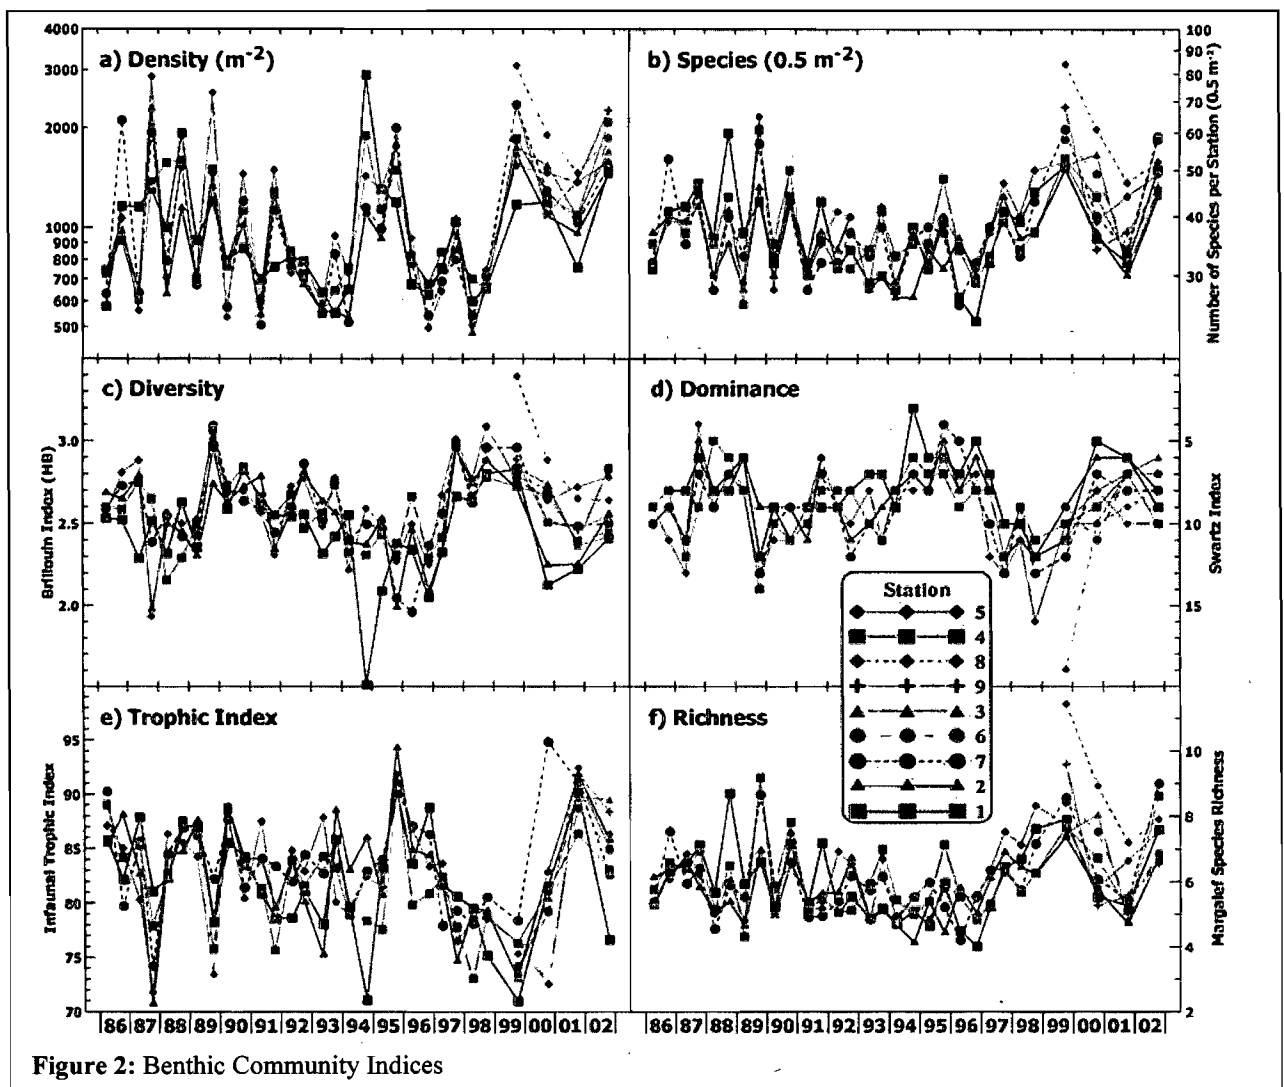 a) Density (m⁻²)
4000
3000
2000
1000
900
800
700
600
500
b) Species (0.5 m⁻²)
100
90
80
70
60
50
40
30
Number of Species per Station (0.5 m⁻²)
c) Diversity
3.0
2.5
2.0
Brillouin Index (HB)
d) Dominance
5
10
15
Swartz Index
Station
5
4
8
9
3
6
7
2
1
e) Trophic Index
95
90
85
80
75
70
Infaunal Trophic Index
f) Richness
10
8
6
4
2
Margalef Species Richness
86 87 88 89 90 91 92 93 94 95 96 97 98 99 00 01 02
86 87 88 89 90 91 92 93 94 95 96 97 98 99 00 01 02
Figure 2: Benthic Community Indices